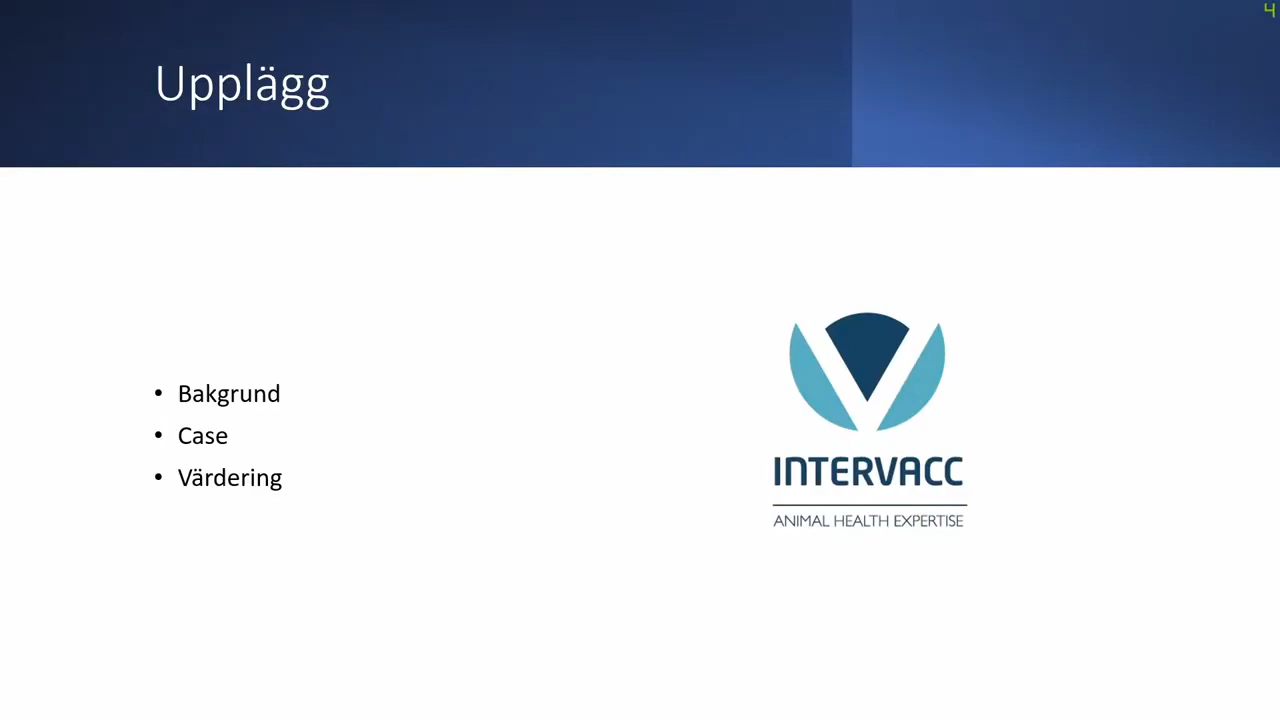 Upplägg
4
• Bakgrund
• Case
• Värdering
INTERVACC
ANIMAL HEALTH EXPERTISE